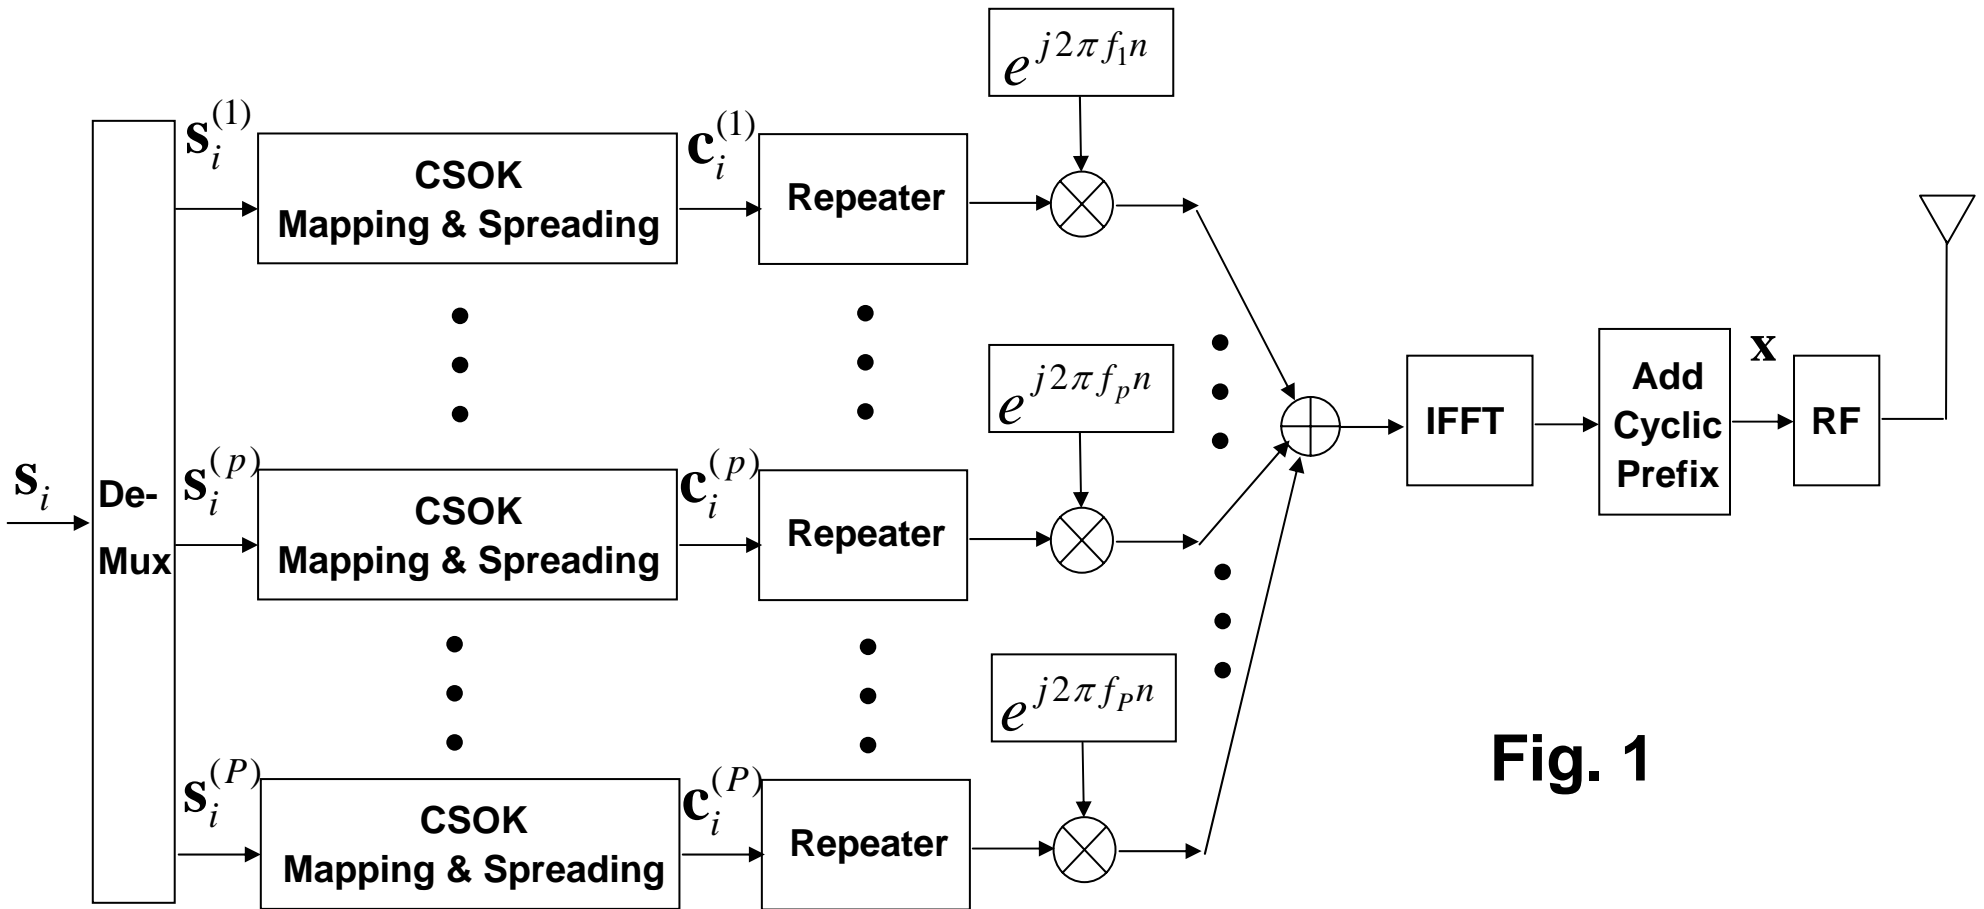 e^{j2πf_1n}
s_i^{(1)}
CSOK
Mapping & Spreading
c_i^{(1)}
Repeater
s_i
De-
Mux
s_i^{(p)}
CSOK
Mapping & Spreading
c_i^{(p)}
Repeater
e^{j2πf_pn}
IFFT
Add
Cyclic
Prefix
x
RF
s_i^{(P)}
CSOK
Mapping & Spreading
c_i^{(P)}
Repeater
e^{j2πf_Pn}
Fig. 1